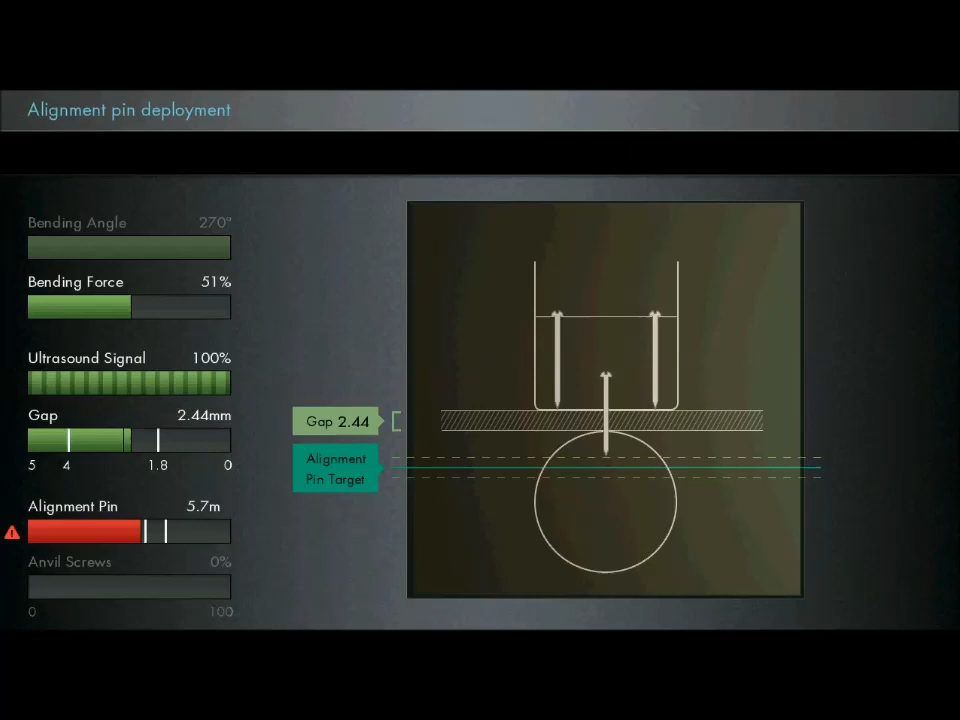 Alignment pin deployment
Bending Angle 270°
Bending Force 51%
Ultrasound Signal 100%
Gap 2.44mm
5 4 1.8 0
Alignment Pin 5.7m
Anvil Screws 0%
0 100
Gap 2.44
Alignment
Pin Target